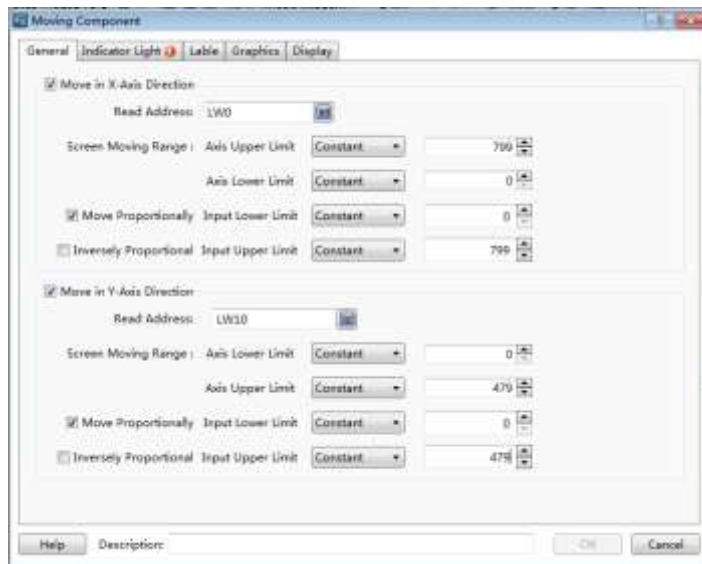 Moving Component
General Indicator Light Lable Graphics Display
Move in X-Axis Direction
Read Address: LW0
Screen Moving Range : Axis Upper Limit Constant 799
Axis Lower Limit Constant 0
Move Proportionally Input Lower Limit Constant 0
Inversely Proportional Input Upper Limit Constant 799
Move in Y-Axis Direction
Read Address: LW10
Screen Moving Range : Axis Lower Limit Constant 0
Axis Upper Limit Constant 479
Move Proportionally Input Lower Limit Constant 0
Inversely Proportional Input Upper Limit Constant 479
Help Description: OK Cancel